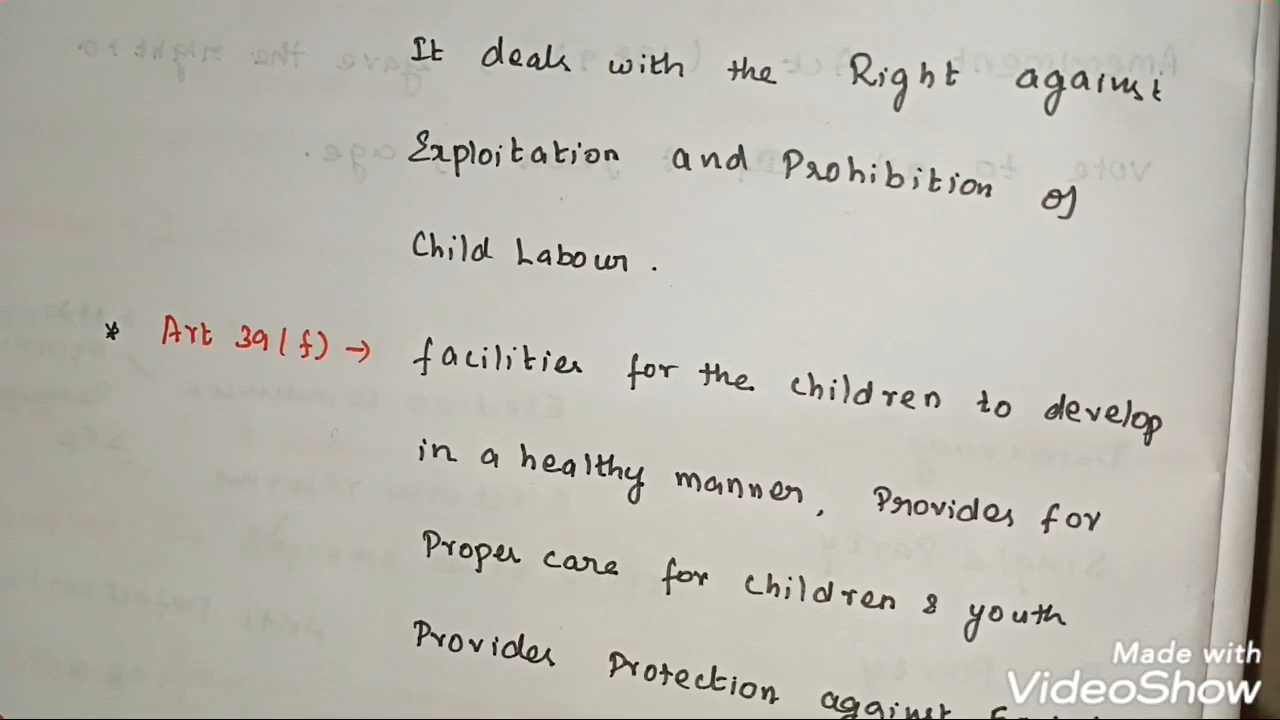 It deals with the Right against
Exploitation and Prohibition of
Child Labour.
* Art 39(f) → facilities for the children to develop
in a healthy manner, Provides for
Proper care for children & youth
Provides Protection against
Made with
VideoShow